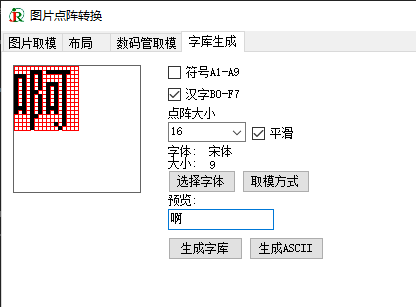 图片点阵转换
图片取模 布局 数码管取模 字库生成
啊可
符号A1-A9
汉字B0-F7
点阵大小
16 平滑
字体: 宋体
大小: 9
选择字体 取模方式
预览:
啊
生成字库 生成ASCII